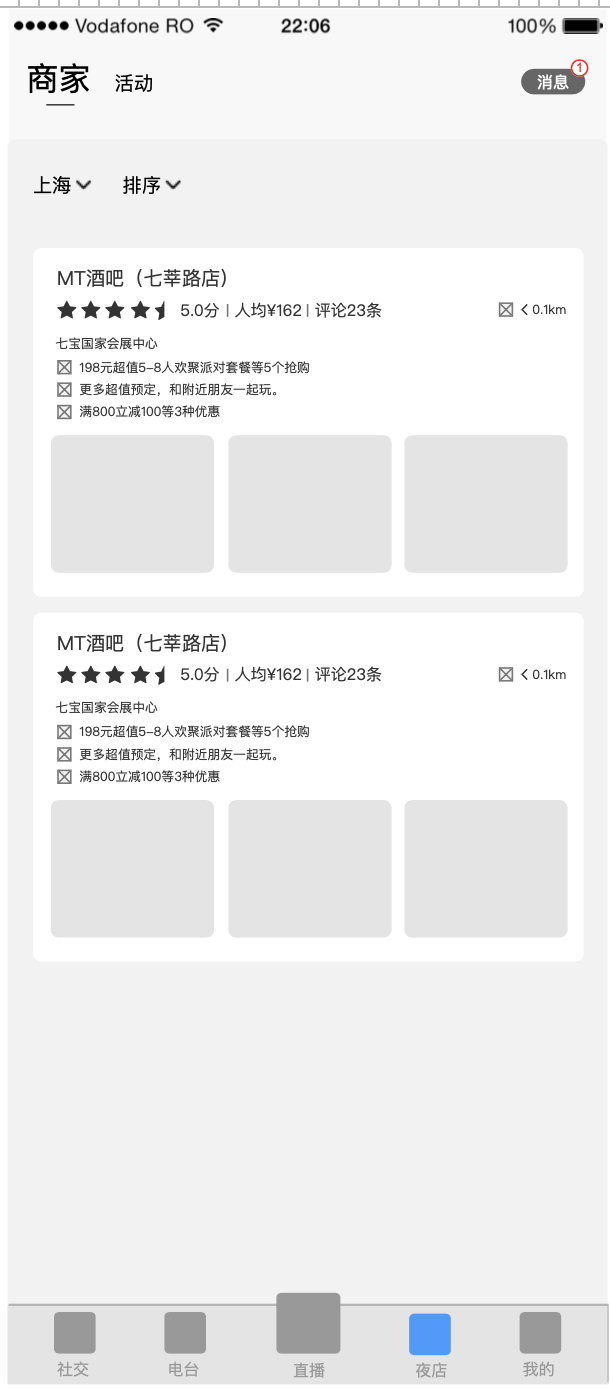 Vodafone RO 22:06 100%
商家 活动 消息 1
上海 排序
MT酒吧（七莘路店）
5.0分 | 人均¥162 | 评论23条 < 0.1km
七宝国家会展中心
198元超值5-8人欢聚派对套餐等5个抢购
更多超值预定，和附近朋友一起玩。
满800立减100等3种优惠
MT酒吧（七莘路店）
5.0分 | 人均¥162 | 评论23条 < 0.1km
七宝国家会展中心
198元超值5-8人欢聚派对套餐等5个抢购
更多超值预定，和附近朋友一起玩。
满800立减100等3种优惠
社交 电台 直播 夜店 我的